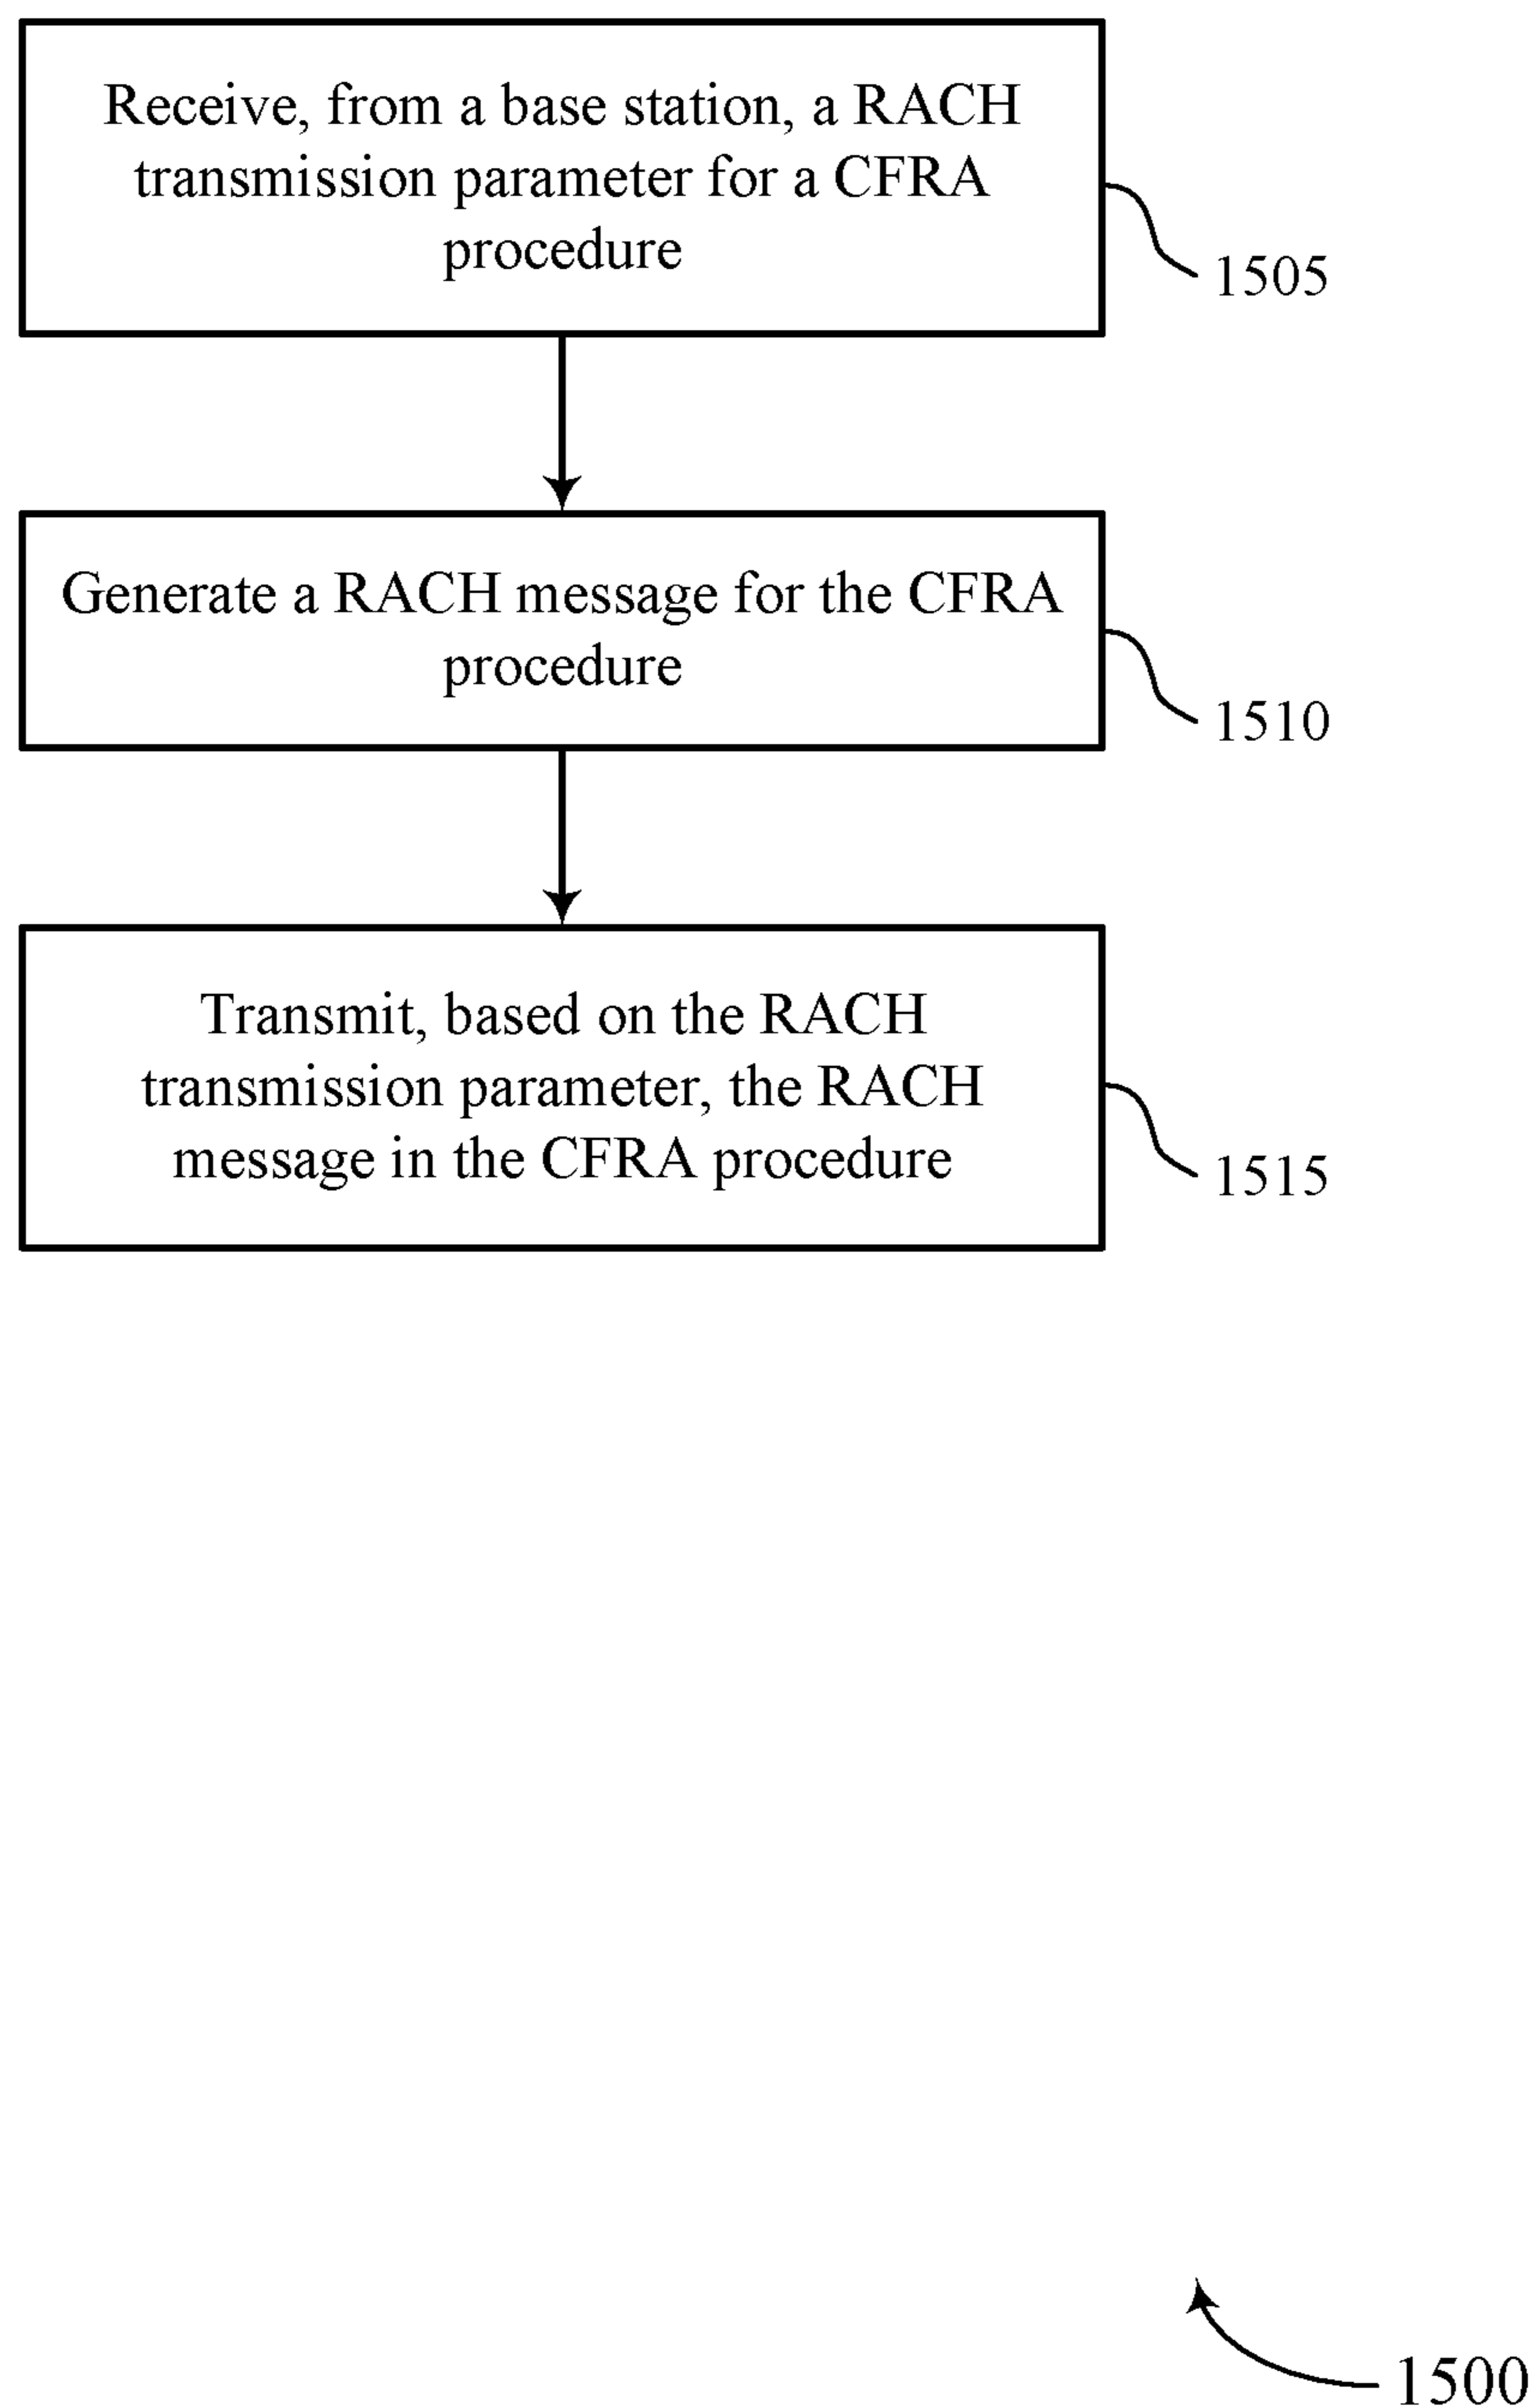 Receive, from a base station, a RACH
transmission parameter for a CFRA
procedure
1505
Generate a RACH message for the CFRA
procedure
1510
Transmit, based on the RACH
transmission parameter, the RACH
message in the CFRA procedure
1515
1500